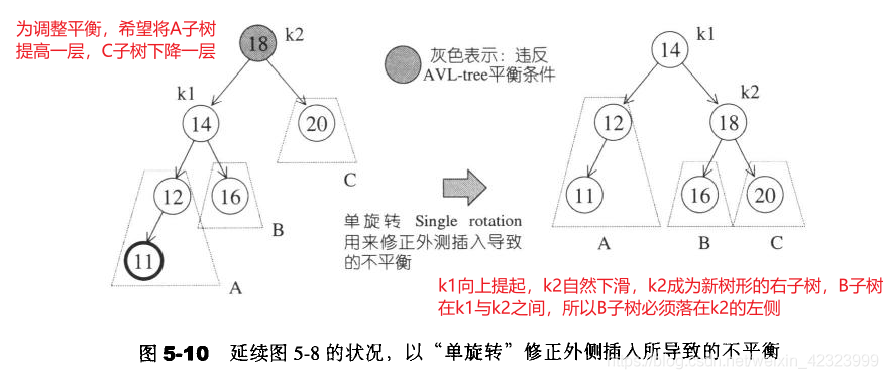 为调整平衡，希望将A子树
提高一层，C子树下降一层
18
k2
k1
14
20
C
12
16
B
11
A
灰色表示：违反
AVL-tree平衡条件
单旋转 Single rotation
用来修正外测插入导致
的不平衡
k1
14
k2
12
18
11
16
20
A
B
C
k1向上提起，k2自然下滑，k2成为新树形的右子树，B子树
在k1与k2之间，所以B子树必须落在k2的左侧
图 5-10 延续图 5-8 的状况，以“单旋转”修正外侧插入所导致的不平衡
https://blog.csdn.net/weixin_42323999